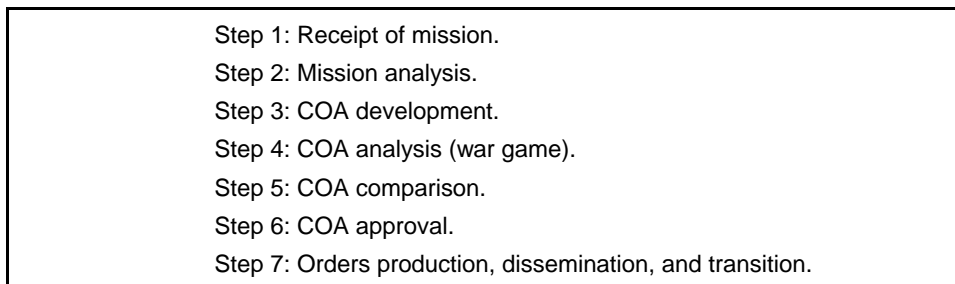 Step 1: Receipt of mission.
Step 2: Mission analysis.
Step 3: COA development.
Step 4: COA analysis (war game).
Step 5: COA comparison.
Step 6: COA approval.
Step 7: Orders production, dissemination, and transition.